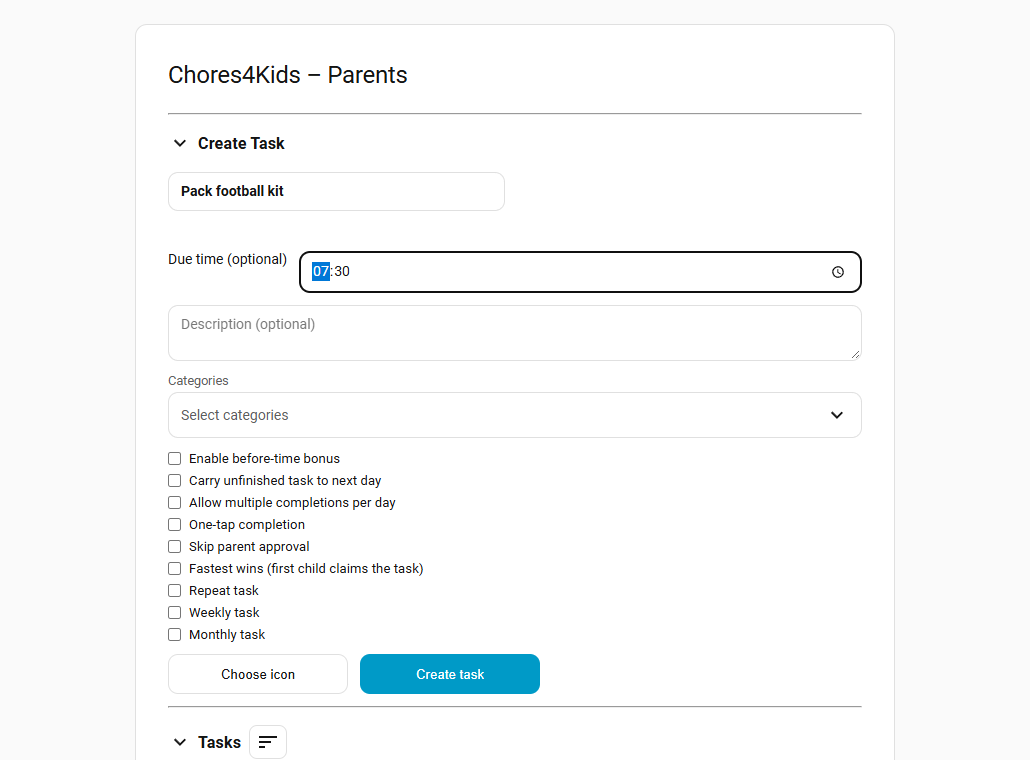 Chores4Kids – Parents
Create Task
Pack football kit
Due time (optional)
07:30
Description (optional)
Categories
Select categories
Enable before-time bonus
Carry unfinished task to next day
Allow multiple completions per day
One-tap completion
Skip parent approval
Fastest wins (first child claims the task)
Repeat task
Weekly task
Monthly task
Choose icon
Create task
Tasks